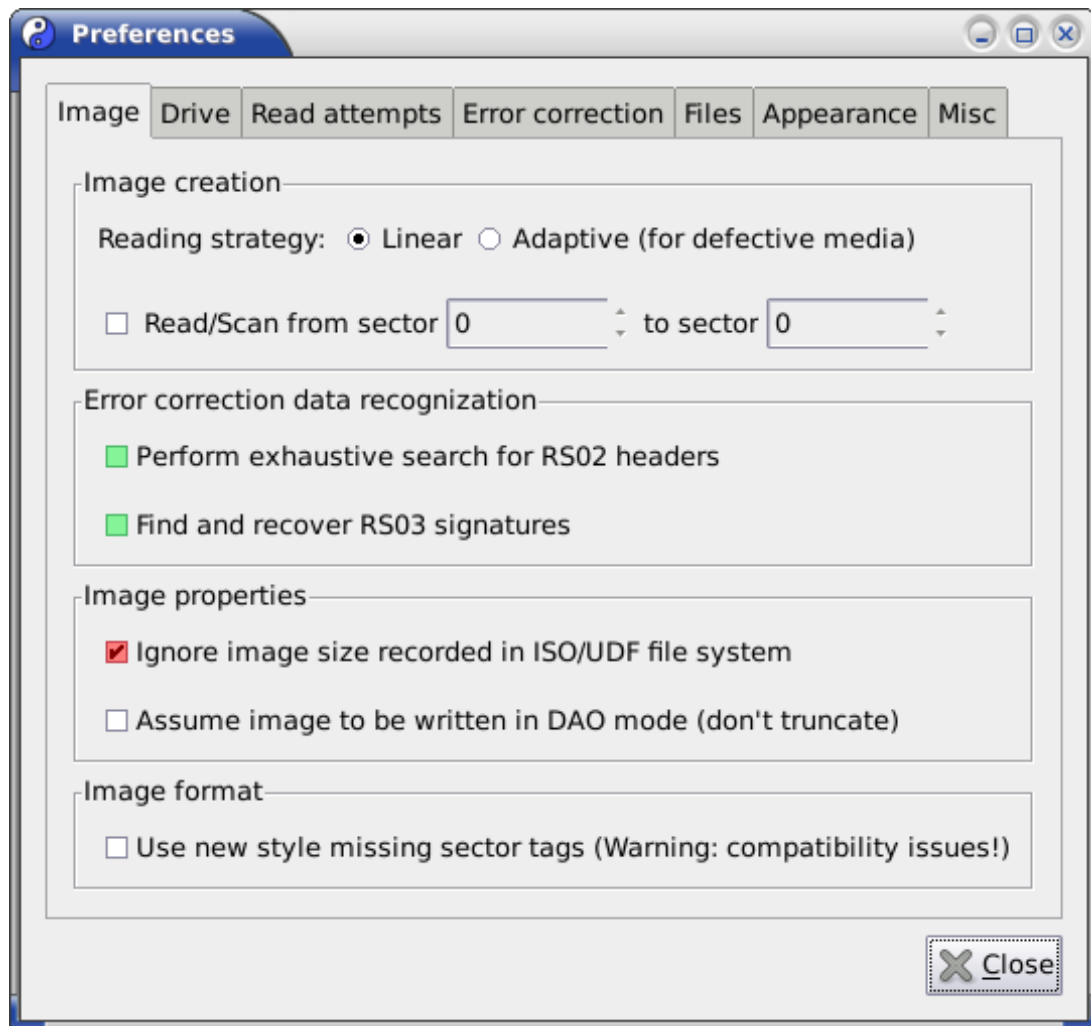 Preferences
Image Drive Read attempts Error correction Files Appearance Misc
Image creation
Reading strategy: Linear Adaptive (for defective media)
Read/Scan from sector 0 to sector 0
Error correction data recognization
Perform exhaustive search for RS02 headers
Find and recover RS03 signatures
Image properties
Ignore image size recorded in ISO/UDF file system
Assume image to be written in DAO mode (don't truncate)
Image format
Use new style missing sector tags (Warning: compatibility issues!)
Close